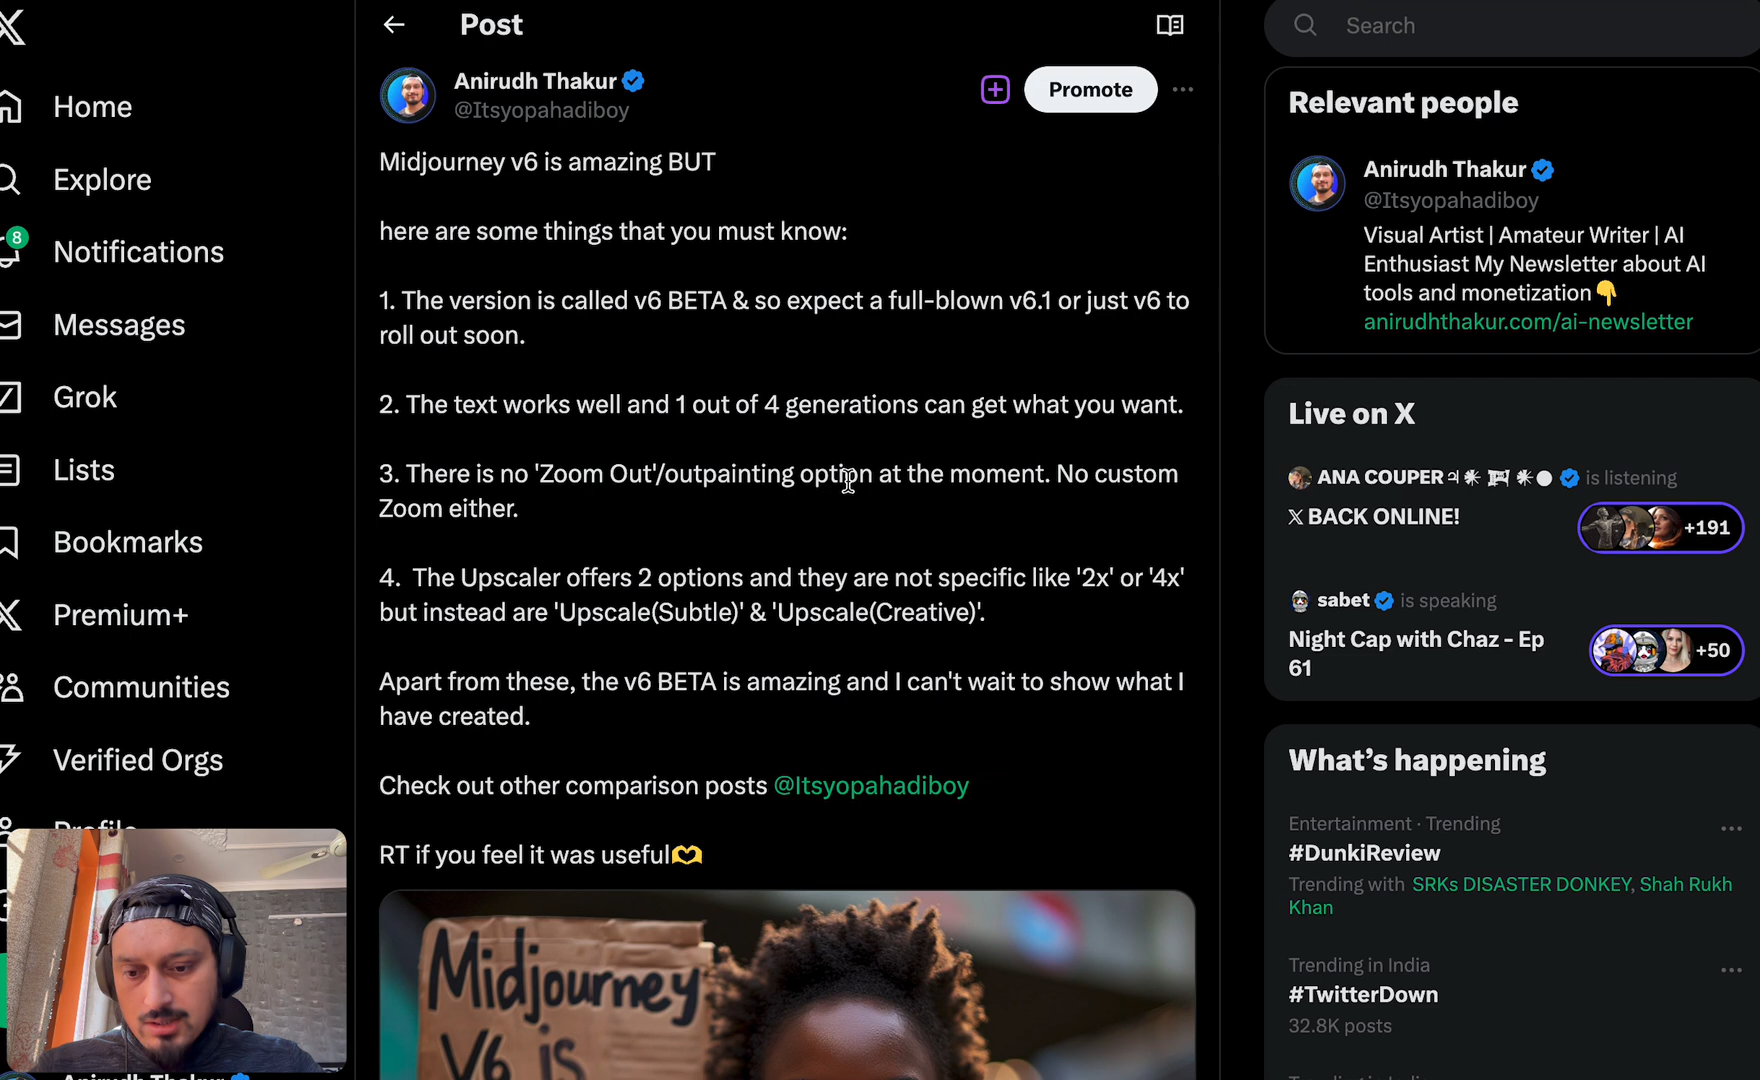 Home
Explore
8
Notifications
Messages
Grok
Lists
Bookmarks
Premium+
Communities
Verified Orgs
Profile
Anirudh Thakur
Post
Anirudh Thakur
@Itsyopahadiboy
Promote
Midjourney v6 is amazing BUT
here are some things that you must know:
1. The version is called v6 BETA & so expect a full-blown v6.1 or just v6 to
roll out soon.
2. The text works well and 1 out of 4 generations can get what you want.
3. There is no 'Zoom Out'/outpainting option at the moment. No custom
Zoom either.
4.  The Upscaler offers 2 options and they are not specific like '2x' or '4x'
but instead are 'Upscale(Subtle)' & 'Upscale(Creative)'.
Apart from these, the v6 BETA is amazing and I can't wait to show what I
have created.
Check out other comparison posts @Itsyopahadiboy
RT if you feel it was useful🫶
Midjourney
V6 is
Search
Relevant people
Anirudh Thakur
@Itsyopahadiboy
Visual Artist | Amateur Writer | AI
Enthusiast My Newsletter about AI
tools and monetization👇
anirudhthakur.com/ai-newsletter
Live on X
ANA COUPER is listening
𝕏 BACK ONLINE!
+191
sabet is speaking
Night Cap with Chaz - Ep
61
+50
What's happening
Entertainment · Trending
#DunkiReview
Trending with SRKs DISASTER DONKEY, Shah Rukh
Khan
Trending in India
#TwitterDown
32.8K posts